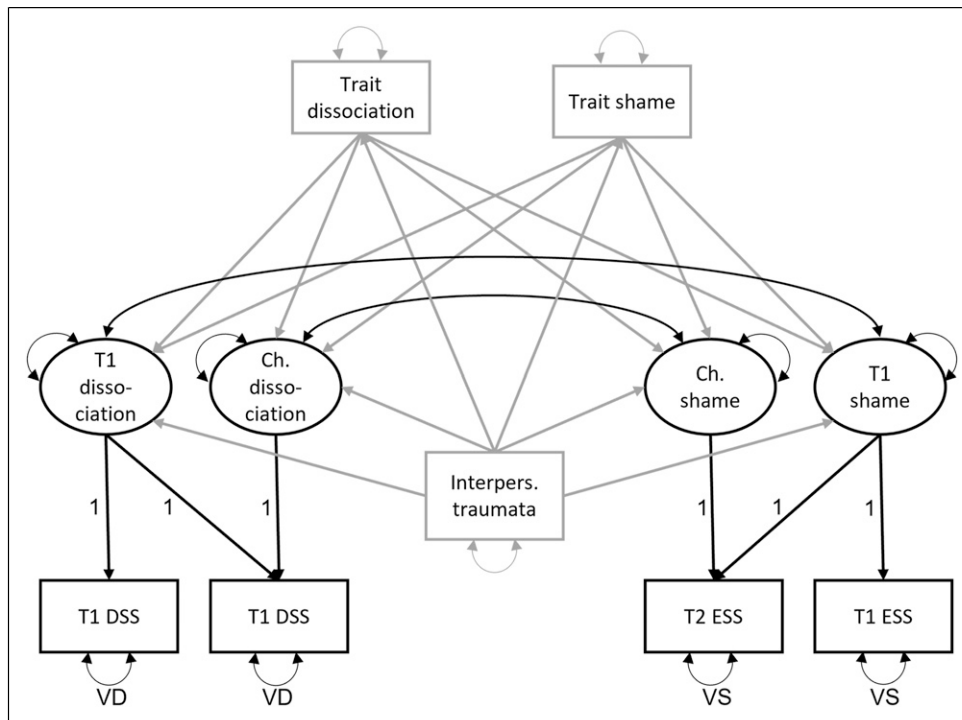 Trait
dissociation
Trait shame
T1
disso-
ciation
Ch.
disso-
ciation
Ch.
shame
T1
shame
Interpers.
traumata
1
1
1
1
1
1
T1 DSS
T1 DSS
T2 ESS
T1 ESS
VD
VD
VS
VS